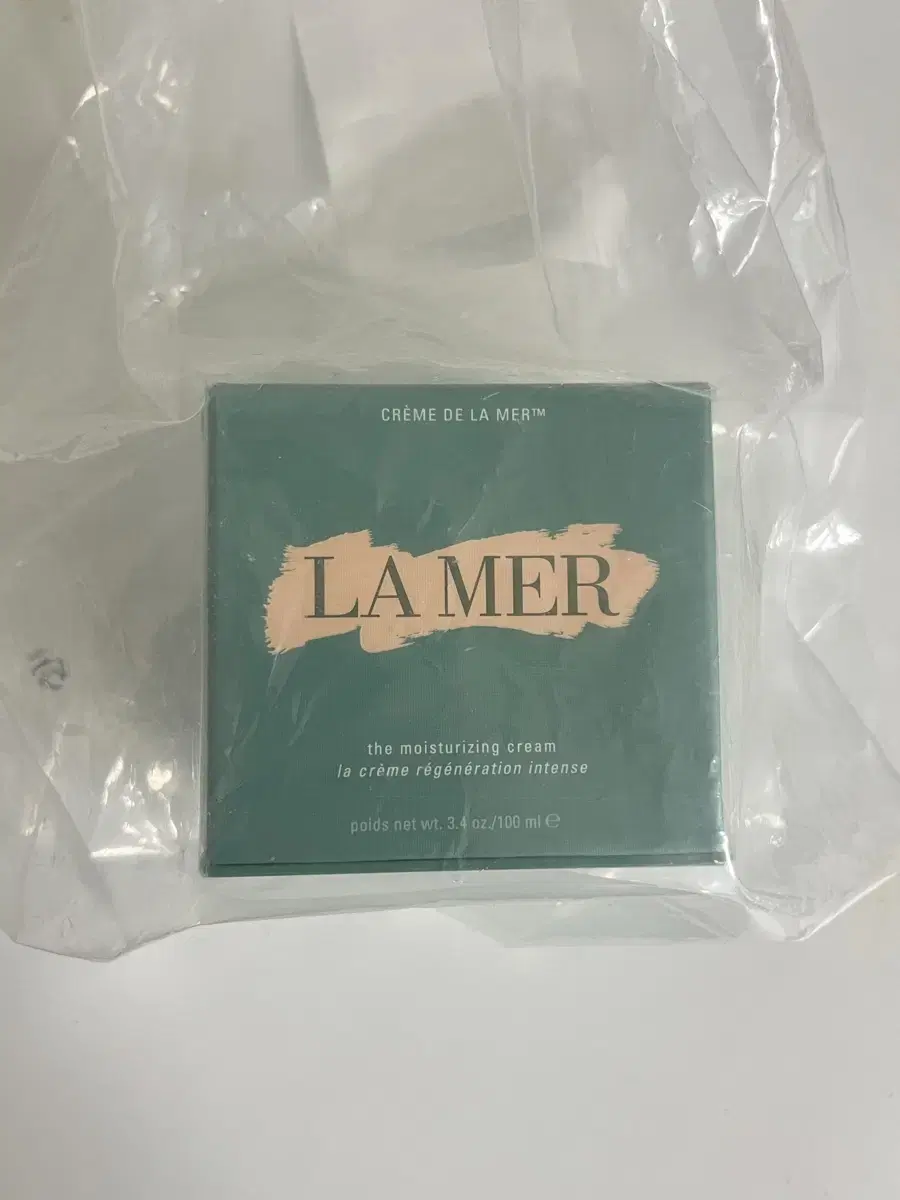 CRÈME DE LA MER™
LA MER
the moisturizing cream
la crème régénération intense
poids net wt. 3.4 oz./100 ml ℮